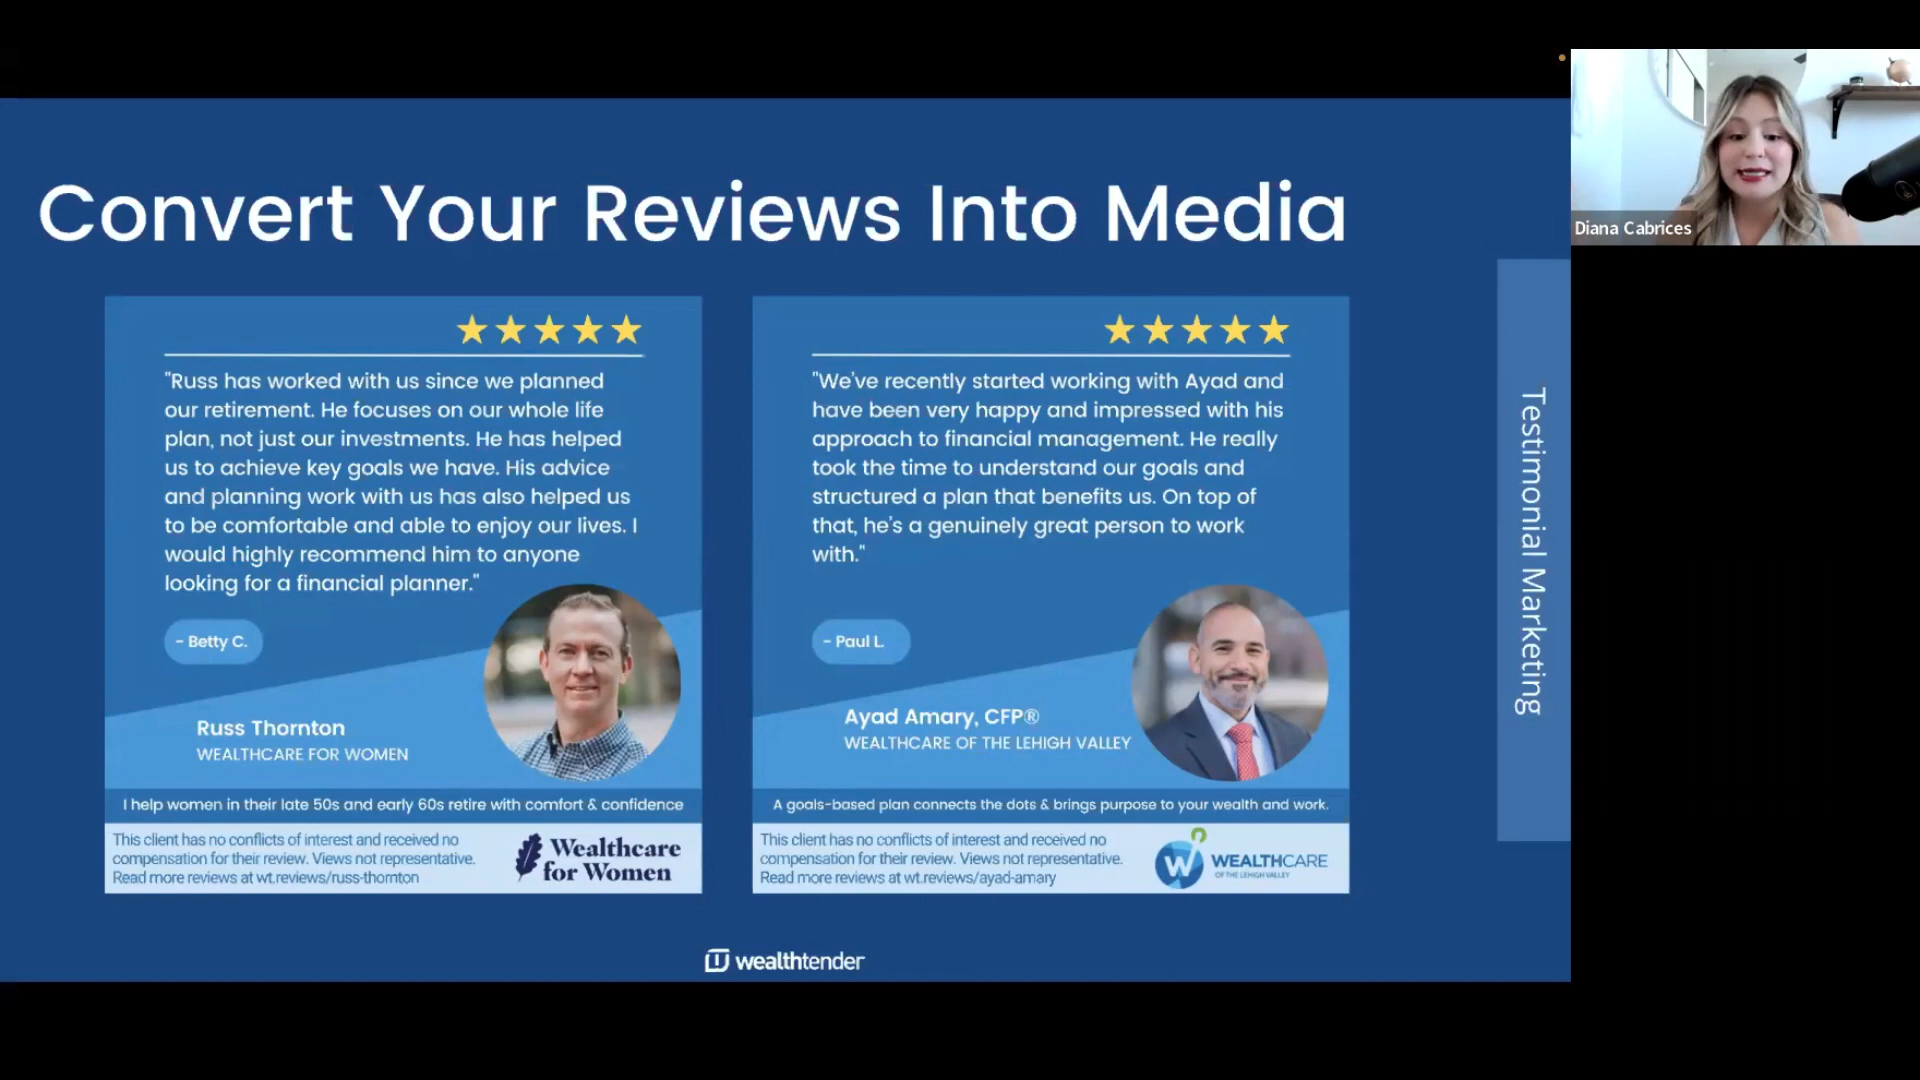 Convert Your Reviews Into Media
"Russ has worked with us since we planned
our retirement. He focuses on our whole life
plan, not just our investments. He has helped
us to achieve key goals we have. His advice
and planning work with us has also helped us
to be comfortable and able to enjoy our lives. I
would highly recommend him to anyone
looking for a financial planner."
- Betty C.
Russ Thornton
WEALTHCARE FOR WOMEN
I help women in their late 50s and early 60s retire with comfort & confidence
This client has no conflicts of interest and received no
compensation for their review. Views not representative.
Read more reviews at wt.reviews/russ-thornton
Wealthcare
for Women
"We've recently started working with Ayad and
have been very happy and impressed with his
approach to financial management. He really
took the time to understand our goals and
structured a plan that benefits us. On top of
that, he's a genuinely great person to work
with."
- Paul L.
Ayad Amary, CFP®
WEALTHCARE OF THE LEHIGH VALLEY
A goals-based plan connects the dots & brings purpose to your wealth and work.
This client has no conflicts of interest and received no
compensation for their review. Views not representative.
Read more reviews at wt.reviews/ayad-amary
W
WEALTHCARE
OF THE LEHIGH VALLEY
Testimonial Marketing
wealthtender
Diana Cabrices